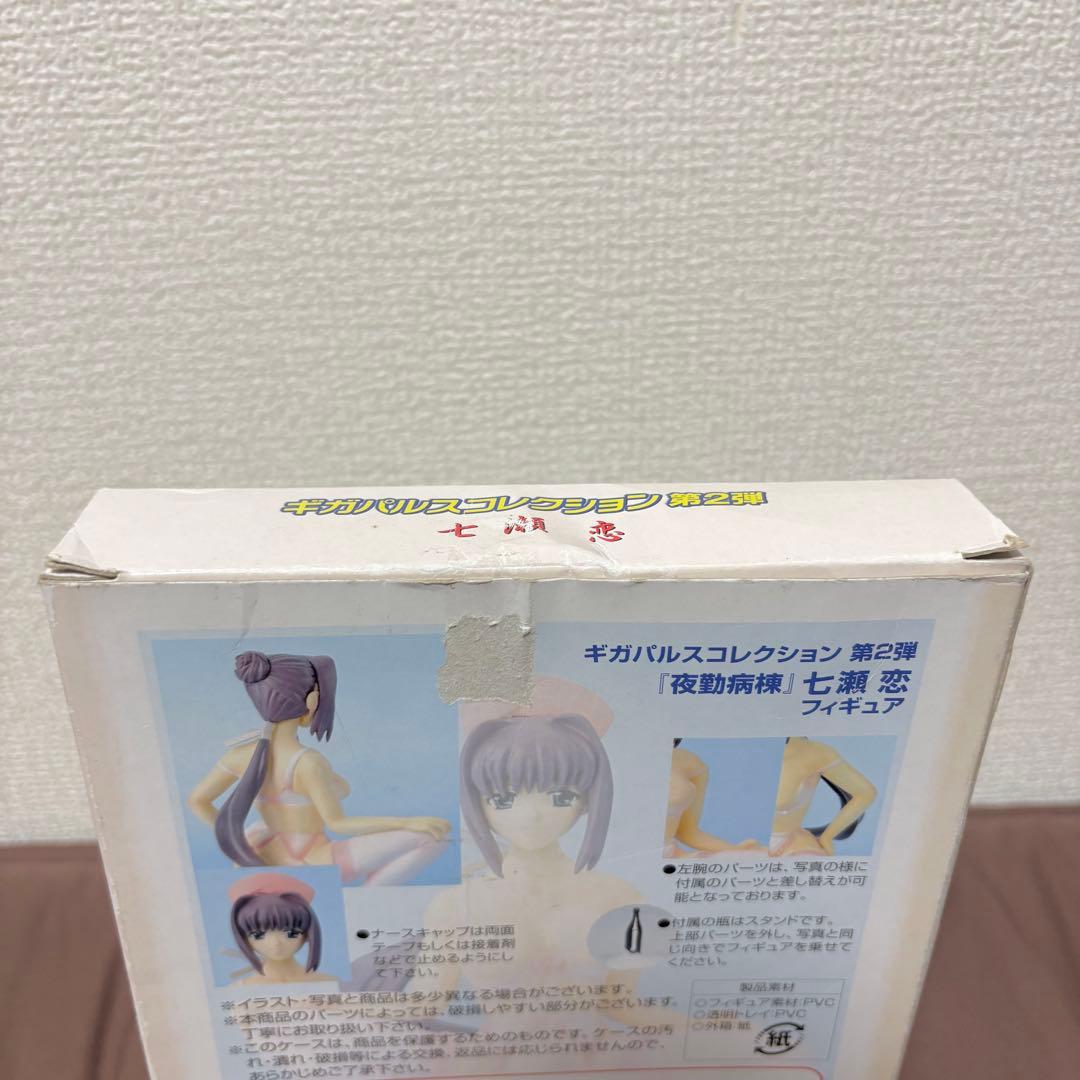 ギガパルスコレクション 第2弾
七瀬 恋
ギガパルスコレクション 第2弾
『夜勤病棟』七瀬 恋
フィギュア
●左腕のパーツは、写真の様に
付属のパーツと差し替えが可
能となっております。
●ナースキャップは両面
テープもしくは接着剤
などで止めるようにし
て下さい。
●付属の瓶はスタンドです。
上部パーツを外し、写真と同
じ向きでフィギュアを乗せて
ください。
※イラスト・写真と商品は多少異なる場合がございます。
※本商品のパーツによっては、破損しやすい部分がございます。
丁寧にお取り扱い下さい。
※このケースは、商品を保護するためのものです。ケースの汚
れ・潰れ・破損等による交換、返品には応じられませんので、
あらかじめご了承下さい。
製品素材
○フィギュア素材:PVC
○透明トレイ:PVC
○外箱:紙
紙